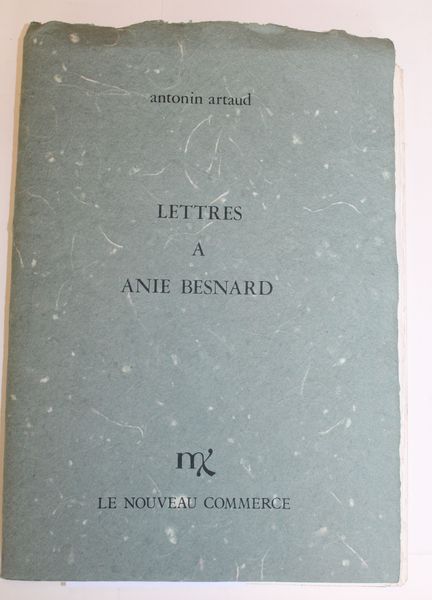 antonin artaud
LETTRES
A
ANIE BESNARD
LE NOUVEAU COMMERCE